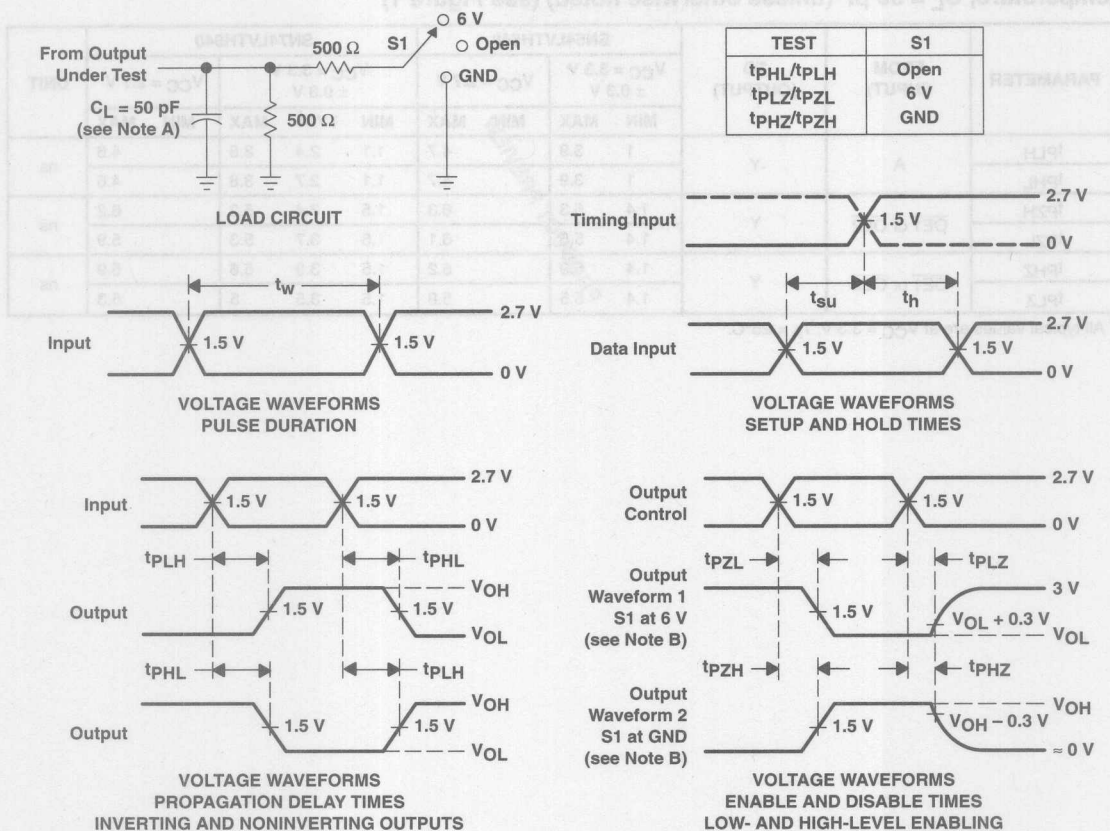 6 V
S1
Open
GND
From Output
Under Test
500 Ω
CL = 50 pF
(see Note A)
500 Ω
LOAD CIRCUIT
TEST S1
tPHL/tPLH Open
tPLZ/tPZL 6 V
tPHZ/tPZH GND
Timing Input
2.7 V
1.5 V
0 V
tw
Input
2.7 V
1.5 V
1.5 V
0 V
VOLTAGE WAVEFORMS
PULSE DURATION
tsu
th
Data Input
2.7 V
1.5 V
1.5 V
0 V
VOLTAGE WAVEFORMS
SETUP AND HOLD TIMES
Input
2.7 V
1.5 V
1.5 V
0 V
tPLH
tPHL
Output
VOH
1.5 V
1.5 V
VOL
tPHL
tPLH
Output
VOH
1.5 V
1.5 V
VOL
VOLTAGE WAVEFORMS
PROPAGATION DELAY TIMES
INVERTING AND NONINVERTING OUTPUTS
Output
Control
2.7 V
1.5 V
1.5 V
0 V
tPZL
tPLZ
Output
Waveform 1
S1 at 6 V
(see Note B)
3 V
1.5 V
VOL + 0.3 V
VOL
tPZH
tPHZ
Output
Waveform 2
S1 at GND
(see Note B)
VOH
1.5 V
VOH – 0.3 V
≈ 0 V
VOLTAGE WAVEFORMS
ENABLE AND DISABLE TIMES
LOW- AND HIGH-LEVEL ENABLING